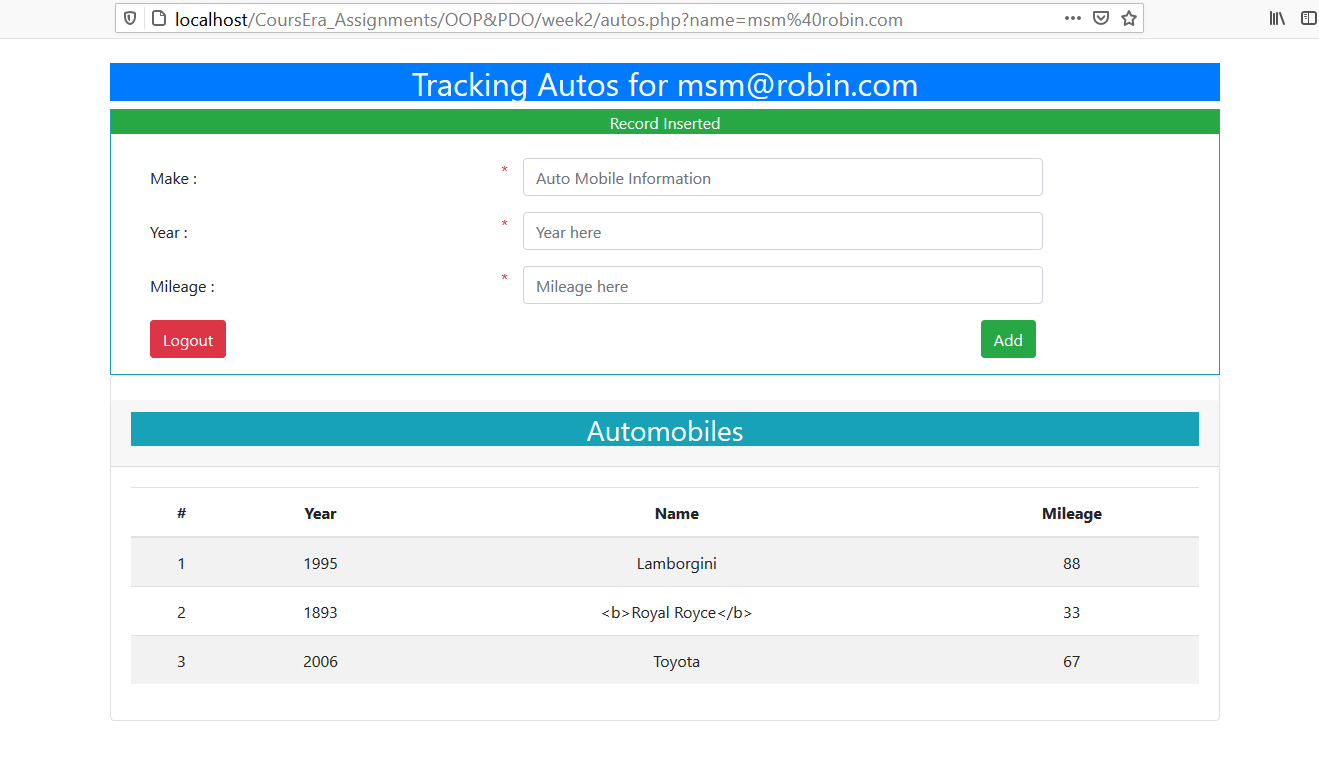 localhost/CoursEra_Assignments/OOP&PDO/week2/autos.php?name=msm%40robin.com
Tracking Autos for msm@robin.com
Record Inserted
Make : * Auto Mobile Information
Year : * Year here
Mileage : * Mileage here
Logout Add
Automobiles
# Year Name Mileage
1 1995 Lamborgini 88
2 1893 <b>Royal Royce</b> 33
3 2006 Toyota 67